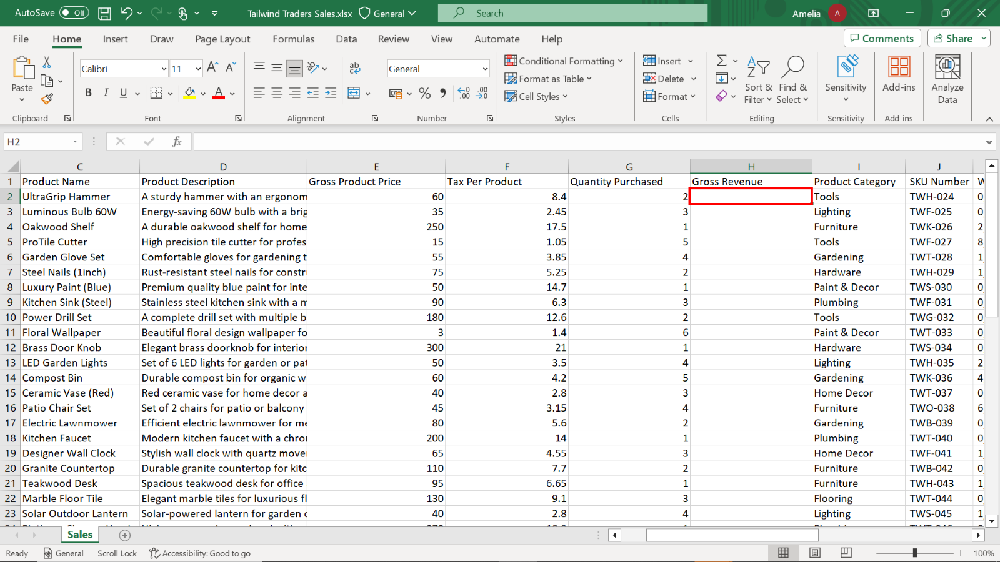 AutoSave Off Tailwind Traders Sales.xlsx General Search Amelia A
File Home Insert Draw Page Layout Formulas Data Review View Automate Help Comments Share
Paste
Clipboard
Calibri 11
B I U A
Font
ab
Alignment
General
% .00 .00
Number
Conditional Formatting
Format as Table
Cell Styles
Styles
Insert
Delete
Format
Cells
Sort & Filter
Find & Select
Editing
Sensitivity
Sensitivity
Add-ins
Add-ins
Analyze Data
H2 fx
C D E F G H I J
1 Product Name Product Description Gross Product Price Tax Per Product Quantity Purchased Gross Revenue Product Category SKU Number
2 UltraGrip Hammer A sturdy hammer with an ergonom 60 8.4 2 Tools TWH-024 0
3 Luminous Bulb 60W Energy-saving 60W bulb with a brig 35 2.45 3 Lighting TWF-025 0
4 Oakwood Shelf A durable oakwood shelf for home 250 17.5 1 Furniture TWK-026 2
5 ProTile Cutter High precision tile cutter for profes 15 1.05 5 Tools TWF-027 8
6 Garden Glove Set Comfortable gloves for gardening t 55 3.85 4 Gardening TWT-028 1
7 Steel Nails (1inch) Rust-resistant steel nails for constr 75 5.25 2 Hardware TWH-029 1
8 Luxury Paint (Blue) Premium quality blue paint for inte 50 14.7 1 Paint & Decor TWS-030 0
9 Kitchen Sink (Steel) Stainless steel kitchen sink with a m 90 6.3 3 Plumbing TWF-031 0
10 Power Drill Set A complete drill set with multiple b 180 12.6 2 Tools TWG-032 0
11 Floral Wallpaper Beautiful floral design wallpaper fo 3 1.4 6 Paint & Decor TWT-033 0
12 Brass Door Knob Elegant brass doorknob for interior 300 21 1 Hardware TWS-034 0
13 LED Garden Lights Set of 6 LED lights for garden or pat 50 3.5 4 Lighting TWH-035 2
14 Compost Bin Durable compost bin for organic w 60 4.2 5 Gardening TWK-036 4
15 Ceramic Vase (Red) Red ceramic vase for home decor a 40 2.8 3 Home Decor TWT-037 0
16 Patio Chair Set Set of 2 chairs for patio or balcony 45 3.15 4 Furniture TWO-038 6
17 Electric Lawnmower Efficient electric lawnmower for me 80 5.6 2 Gardening TWB-039 0
18 Kitchen Faucet Modern kitchen faucet with a chro 200 14 1 Plumbing TWT-040 0
19 Designer Wall Clock Stylish wall clock with quartz move 65 4.55 3 Home Decor TWF-041 1
20 Granite Countertop Durable granite countertop for kitc 110 7.7 2 Furniture TWB-042 0
21 Teakwood Desk Spacious teakwood desk for office 95 6.65 1 Furniture TWH-043 1
22 Marble Floor Tile Elegant marble tiles for luxurious fl 130 9.1 3 Flooring TWT-044 0
23 Solar Outdoor Lantern Solar-powered lantern for garden 40 2.8 4 Lighting TWS-045 1
Sales
Ready General Scroll Lock Accessibility: Good to go 100%